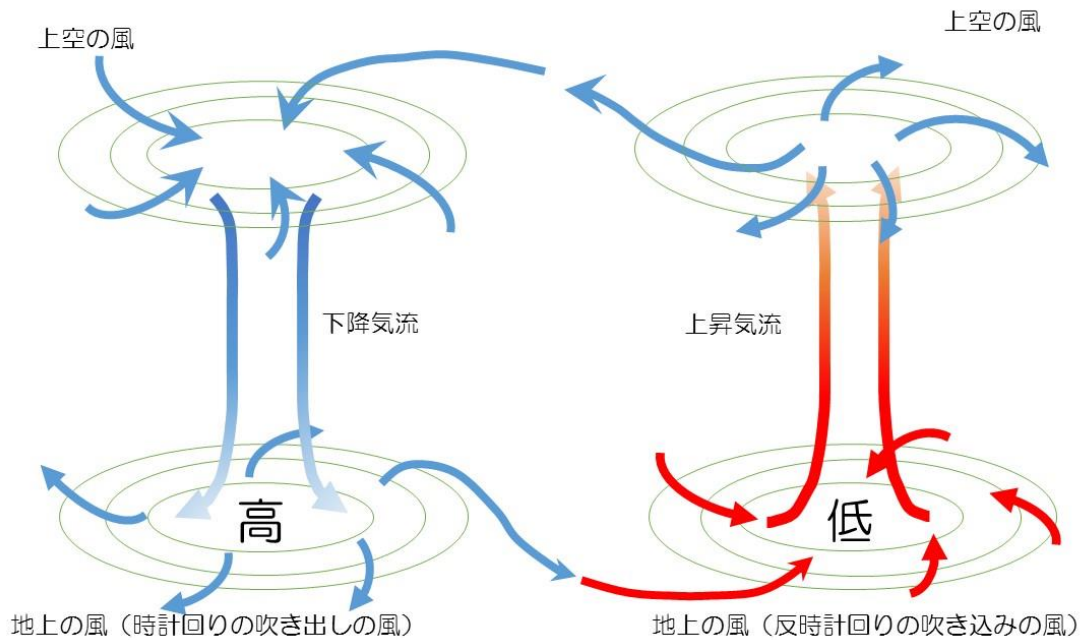 上空の風
上空の風
下降気流
上昇気流
高
低
地上の風（時計回りの吹き出しの風）
地上の風（反時計回りの吹き込みの風）